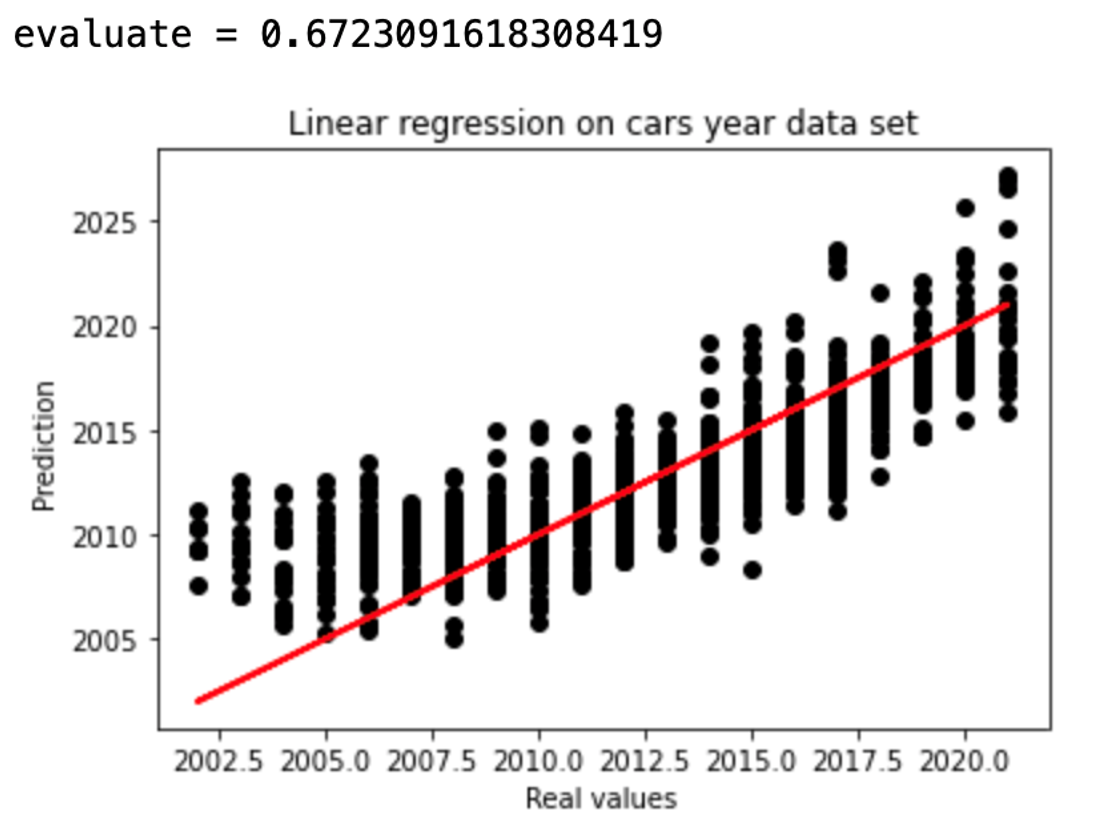 evaluate = 0.6723091618308419
Linear regression on cars year data set
2025
2020
2015
2010
2005
Prediction
2002.5 2005.0 2007.5 2010.0 2012.5 2015.0 2017.5 2020.0
Real values